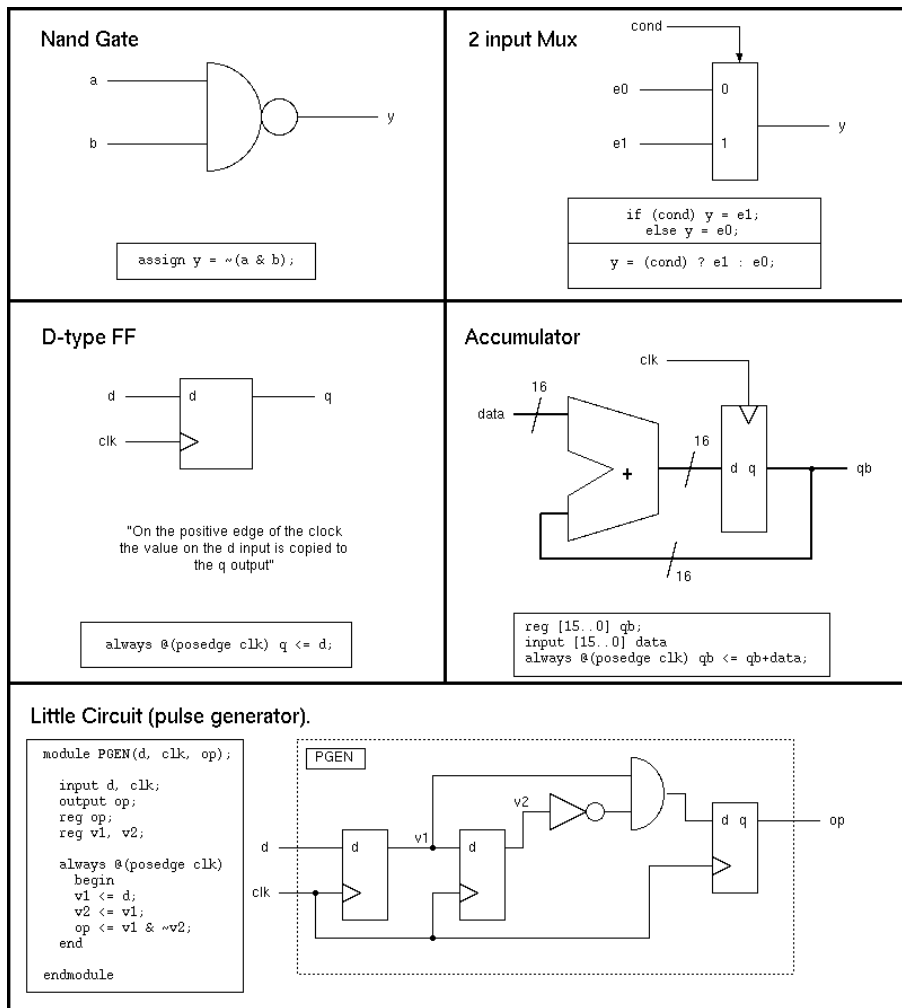 Nand Gate
a
b
y
assign y = ~(a & b);
2 input Mux
cond
e0
0
e1
1
y
if (cond) y = e1;
else y = e0;
y = (cond) ? e1 : e0;
D-type FF
d
d
q
clk
"On the positive edge of the clock
the value on the d input is copied to
the q output"
always @(posedge clk) q <= d;
Accumulator
clk
16
data
16
+
d q
qb
16
reg [15..0] qb;
input [15..0] data
always @(posedge clk) qb <= qb+data;
Little Circuit (pulse generator).
module PGEN(d, clk, op);
input d, clk;
output op;
reg op;
reg v1, v2;
always @(posedge clk)
begin
v1 <= d;
v2 <= v1;
op <= v1 & ~v2;
end
endmodule
PGEN
d
d
v1
d
v2
d q
op
clk